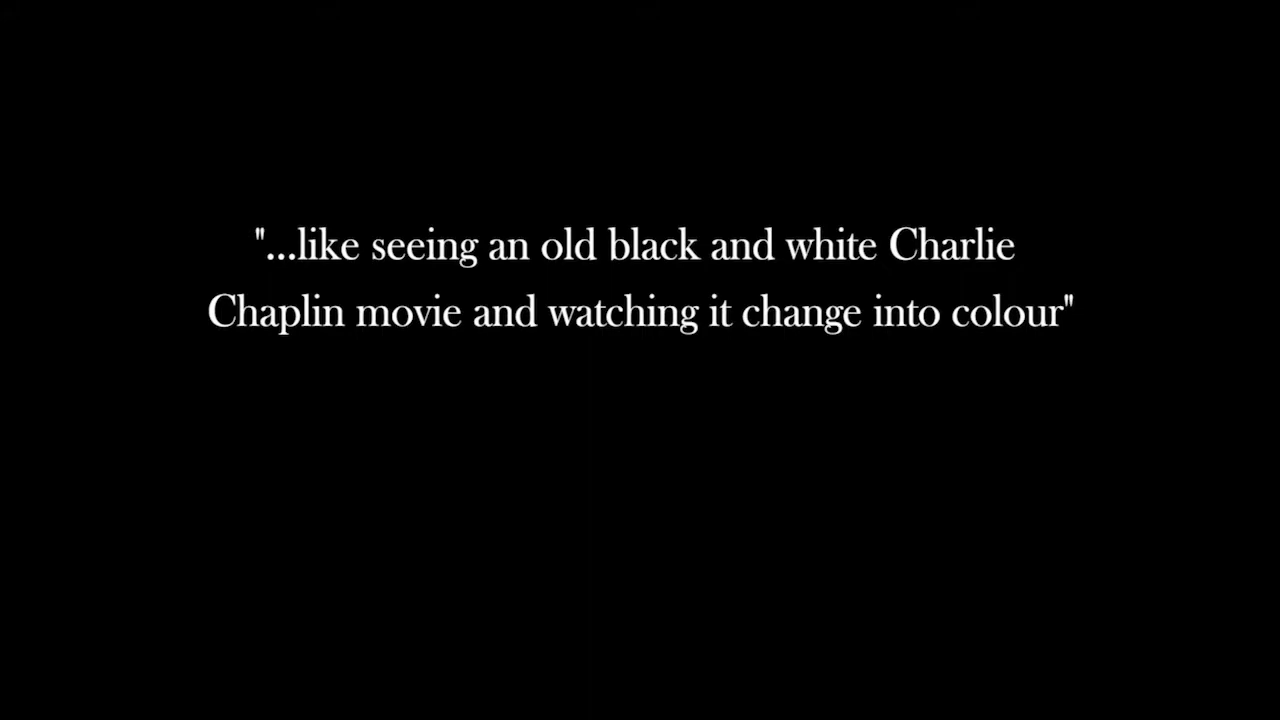 "...like seeing an old black and white Charlie
Chaplin movie and watching it change into colour"